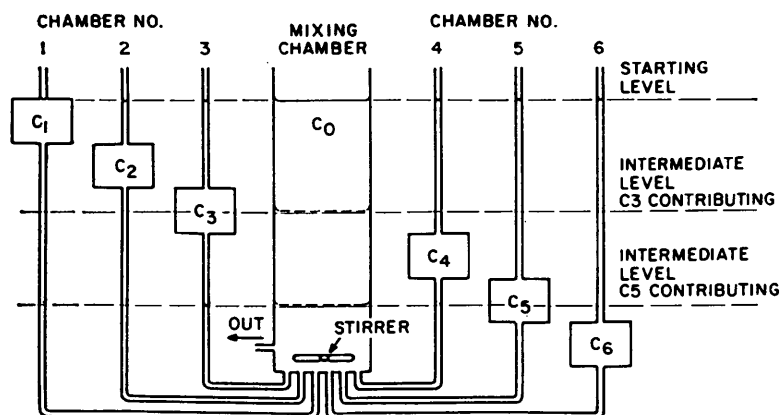 CHAMBER NO.
1 2 3
MIXING
CHAMBER
CHAMBER NO.
4 5 6
STARTING
LEVEL
C1
C0
C2
INTERMEDIATE
LEVEL
C3 CONTRIBUTING
C3
C4
INTERMEDIATE
LEVEL
C5 CONTRIBUTING
C5
OUT
STIRRER
C6